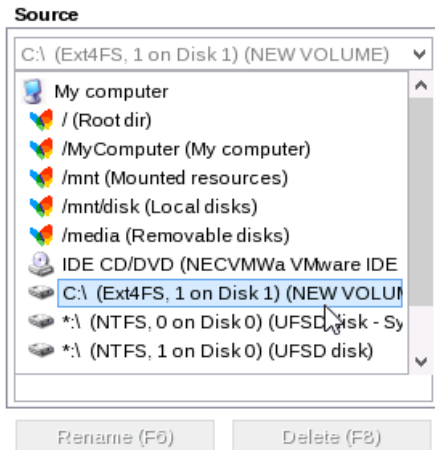 Source
C:\ (Ext4FS, 1 on Disk 1) (NEW VOLUME)
My computer
/ (Root dir)
/MyComputer (My computer)
/mnt (Mounted resources)
/mnt/disk (Local disks)
/media (Removable disks)
IDE CD/DVD (NECVMWa VMware IDE
C:\ (Ext4FS, 1 on Disk 1) (NEW VOLUM
*:\ (NTFS, 0 on Disk 0) (UFSD disk - Sy
*:\ (NTFS, 1 on Disk 0) (UFSD disk)
Rename (F6)
Delete (F8)